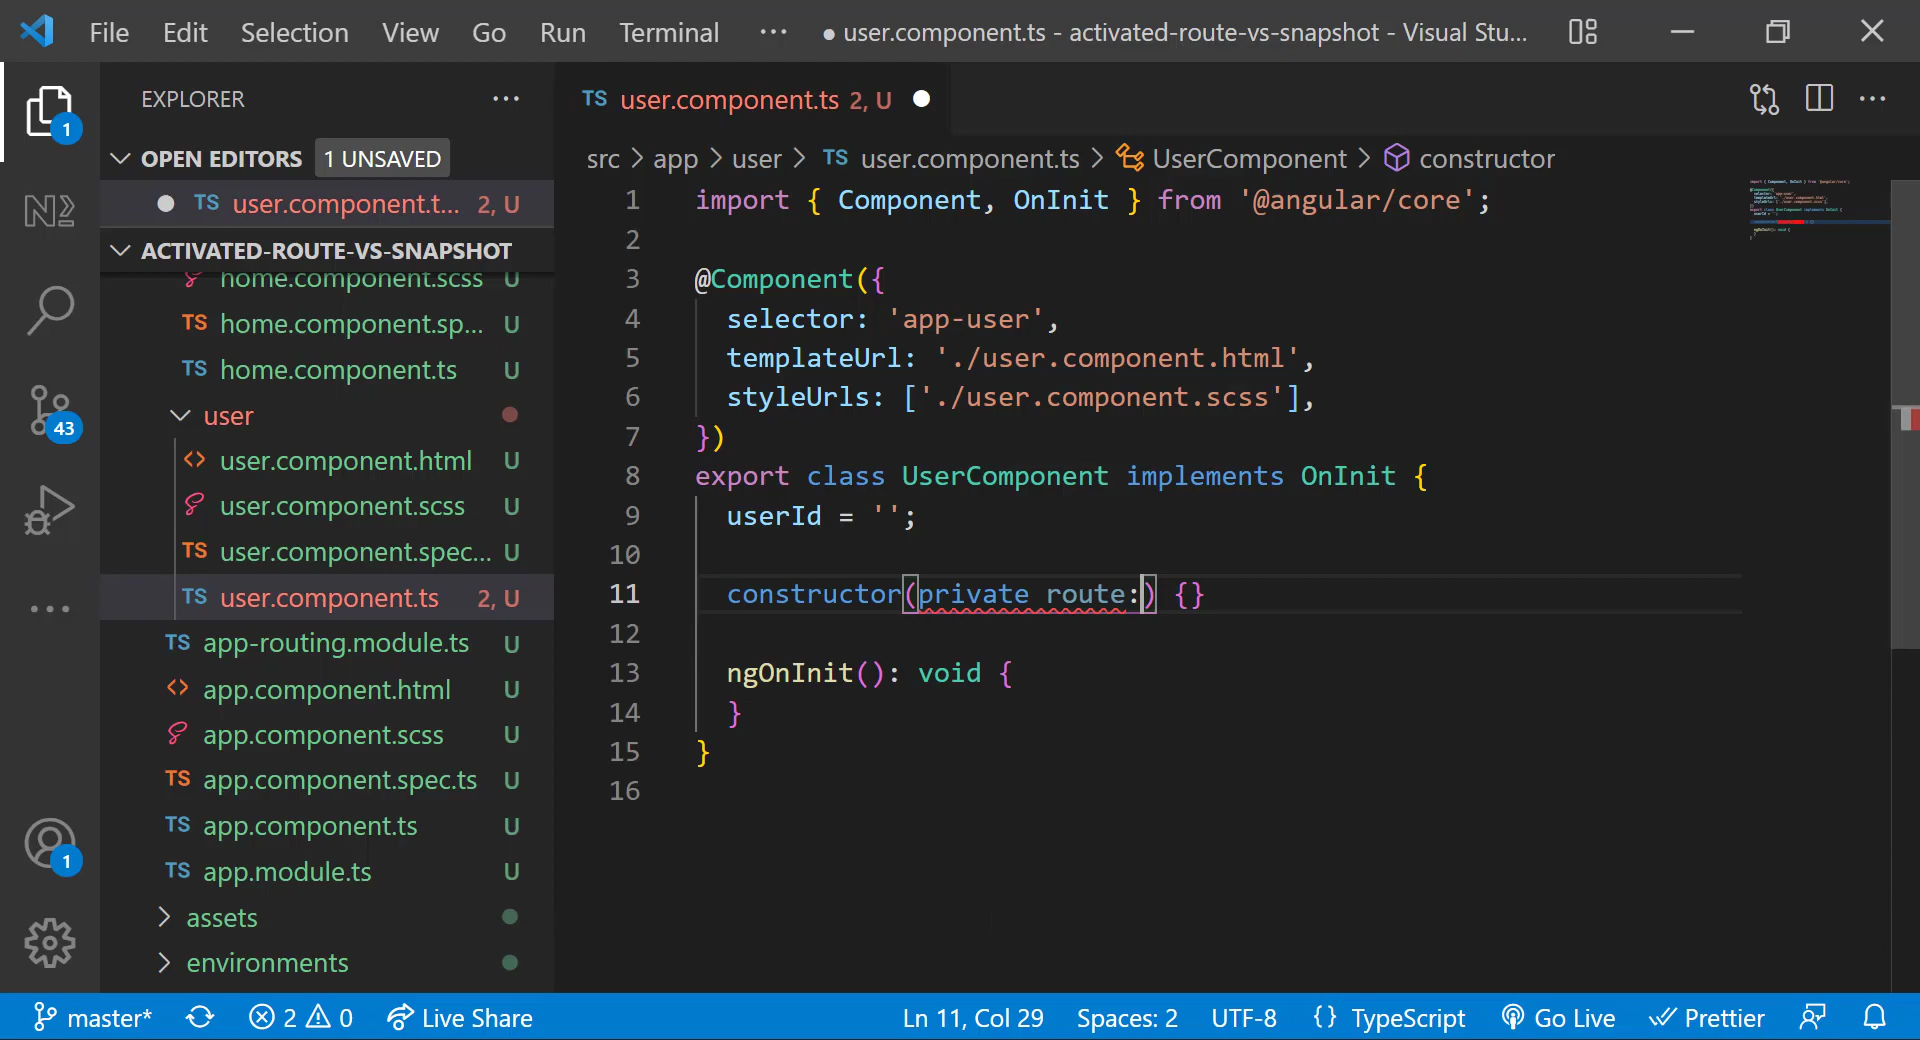 File Edit Selection View Go Run Terminal ··· ● user.component.ts - activated-route-vs-snapshot - Visual Stu...
EXPLORER ···
1
OPEN EDITORS 1 UNSAVED
TS user.component.t... 2, U
ACTIVATED-ROUTE-VS-SNAPSHOT
home.component.scss U
TS home.component.sp... U
TS home.component.ts U
43
user
<> user.component.html U
user.component.scss U
TS user.component.spec... U
TS user.component.ts 2, U
TS app-routing.module.ts U
<> app.component.html U
app.component.scss U
TS app.component.spec.ts U
TS app.component.ts U
1
TS app.module.ts U
assets
environments
TS user.component.ts 2, U ●
src > app > user > TS user.component.ts > UserComponent > constructor
1 import { Component, OnInit } from '@angular/core';
2
3 @Component({
4 selector: 'app-user',
5 templateUrl: './user.component.html',
6 styleUrls: ['./user.component.scss'],
7 })
8 export class UserComponent implements OnInit {
9 userId = '';
10
11 constructor(private route:) {}
12
13 ngOnInit(): void {
14 }
15 }
16
master* 2 0 Live Share Ln 11, Col 29 Spaces: 2 UTF-8 {} TypeScript Go Live Prettier